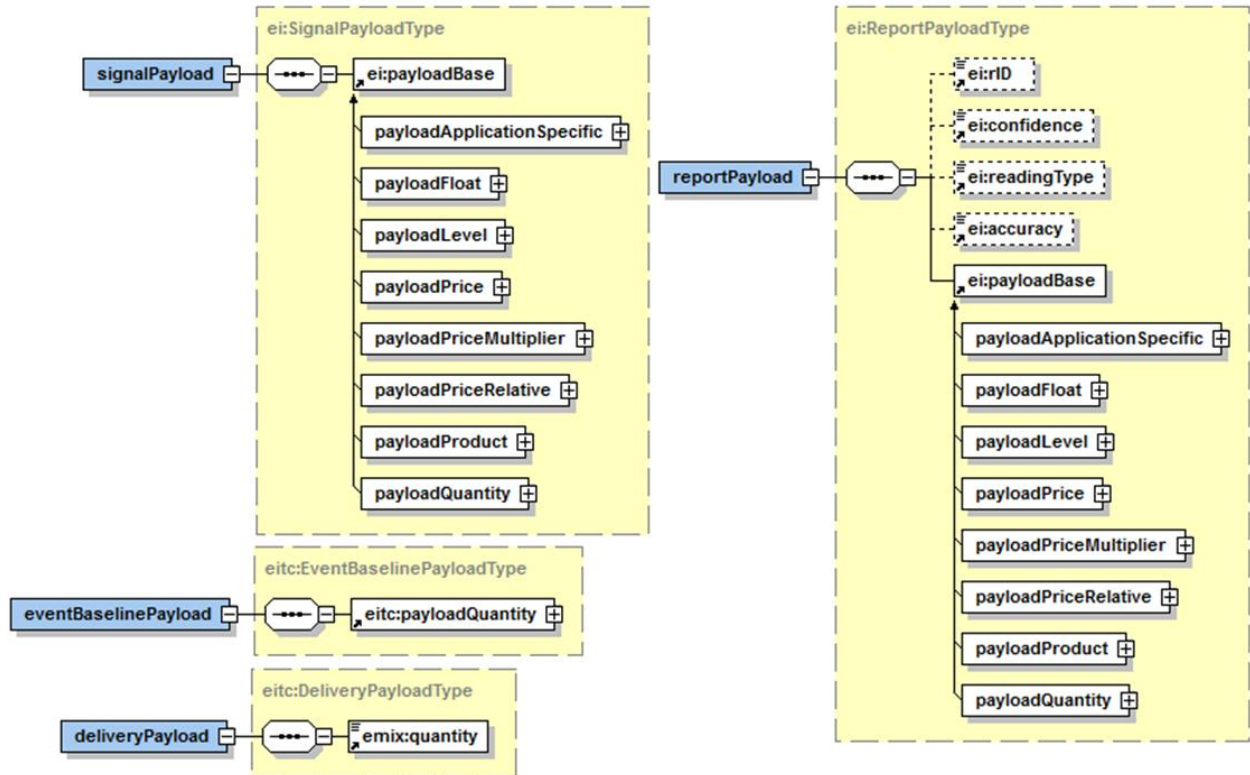 ei:SignalPayloadType
signalPayload
ei:payloadBase
payloadApplicationSpecific
payloadFloat
payloadLevel
payloadPrice
payloadPriceMultiplier
payloadPriceRelative
payloadProduct
payloadQuantity
eitc:EventBaselinePayloadType
eventBaselinePayload
eitc:payloadQuantity
eitc:DeliveryPayloadType
deliveryPayload
emix:quantity
ei:ReportPayloadType
reportPayload
ei:rID
ei:confidence
ei:readingType
ei:accuracy
ei:payloadBase
payloadApplicationSpecific
payloadFloat
payloadLevel
payloadPrice
payloadPriceMultiplier
payloadPriceRelative
payloadProduct
payloadQuantity